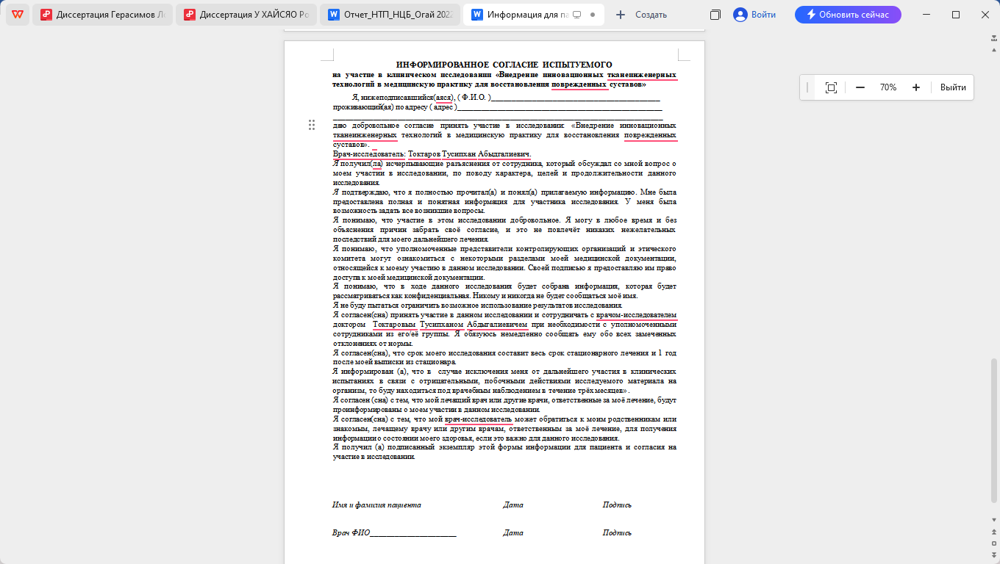 Диссертация Герасимов Л
Диссертация У ХАЙСЯО Ро
Отчет_НТП_НЦБ_Огай 2022
Информация для па
Создать
Войти
Обновить сейчас
70%
Выйти
ИНФОРМИРОВАННОЕ СОГЛАСИЕ ИСПЫТУЕМОГО
на участие в клиническом исследовании «Внедрение инновационных тканеинженерных
технологий в медицинскую практику для восстановления поврежденных суставов»
Я, нижеподписавшийся(аяся), ( Ф.И.О. )____________________________________________
проживающий(ая) по адресу ( адрес )______________________________________________________
______________________________________________________________________________________
даю добровольное согласие принять участие в исследовании: «Внедрение инновационных
тканеинженерных технологий в медицинскую практику для восстановления поврежденных
суставов».
Врач-исследователь: Токтаров Тусипхан Абыдгалиевич.
Я получил(ла) исчерпывающие разъяснения от сотрудника, который обсуждал со мной вопрос о
моем участии в исследовании, по поводу характера, целей и продолжительности данного
исследования.
Я подтверждаю, что я полностью прочитал(а) и понял(а) прилагаемую информацию. Мне была
предоставлена полная и понятная информация для участника исследования. У меня была
возможность задать все возникшие вопросы.
Я понимаю, что участие в этом исследовании добровольное. Я могу в любое время и без
объяснения причин забрать своё согласие, и это не повлечёт никаких нежелательных
последствий для моего дальнейшего лечения.
Я понимаю, что уполномоченные представители контролирующих организаций и этического
комитета могут ознакомиться с некоторыми разделами моей медицинской документации,
относящейся к моему участию в данном исследовании. Своей подписью я предоставляю им право
доступа к моей медицинской документации.
Я понимаю, что в ходе данного исследования будет собрана информация, которая будет
рассматриваться как конфиденциальная. Никому и никогда не будет сообщаться моё имя.
Я не буду пытаться ограничить возможное использование результатов исследования.
Я согласен(сна) принять участие в данном исследовании и сотрудничать с врачом-исследователем
доктором Токтаровым Тусипханом Абдыгалиевичем при необходимости с уполномоченными
сотрудниками из его/её группы. Я обязуюсь немедленно сообщать ему обо всех замеченных
отклонениях от нормы.
Я согласен(сна), что срок моего исследования составит весь срок стационарного лечения и 1 год
после моей выписки из стационара.
Я информирован (а), что в случае исключения меня от дальнейшего участия в клинических
испытаниях в связи с отрицательными, побочными действиями исследуемого материала на
организм, то буду находиться под врачебным наблюдением в течение трёх месяцев» .
Я согласен (сна) с тем, что мой лечащий врач или другие врачи, ответственные за моё лечение, будут
проинформированы о моем участии в данном исследовании.
Я согласен(сна) с тем, что мой врач-исследователь может обратиться к моим родственникам или
знакомым, лечащему врачу или другим врачам, ответственным за моё лечение, для получения
информации о состоянии моего здоровья, если это важно для данного исследования.
Я получил (а) подписанный экземпляр этой формы информации для пациента и согласия на
участие в исследовании.
Имя и фамилия пациента Дата Подпись
Врач ФИО______________________ Дата Подпись